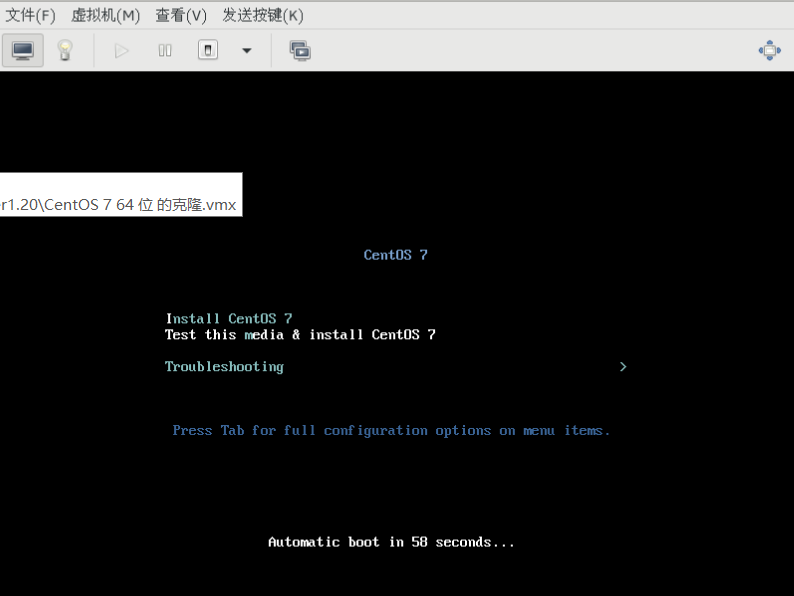 文件(F) 虚拟机(M) 查看(V) 发送按键(K)
r1.20\CentOS 7 64 位 的克隆.vmx
CentOS 7
Install CentOS 7
Test this media & install CentOS 7
Troubleshooting >
Press Tab for full configuration options on menu items.
Automatic boot in 58 seconds...